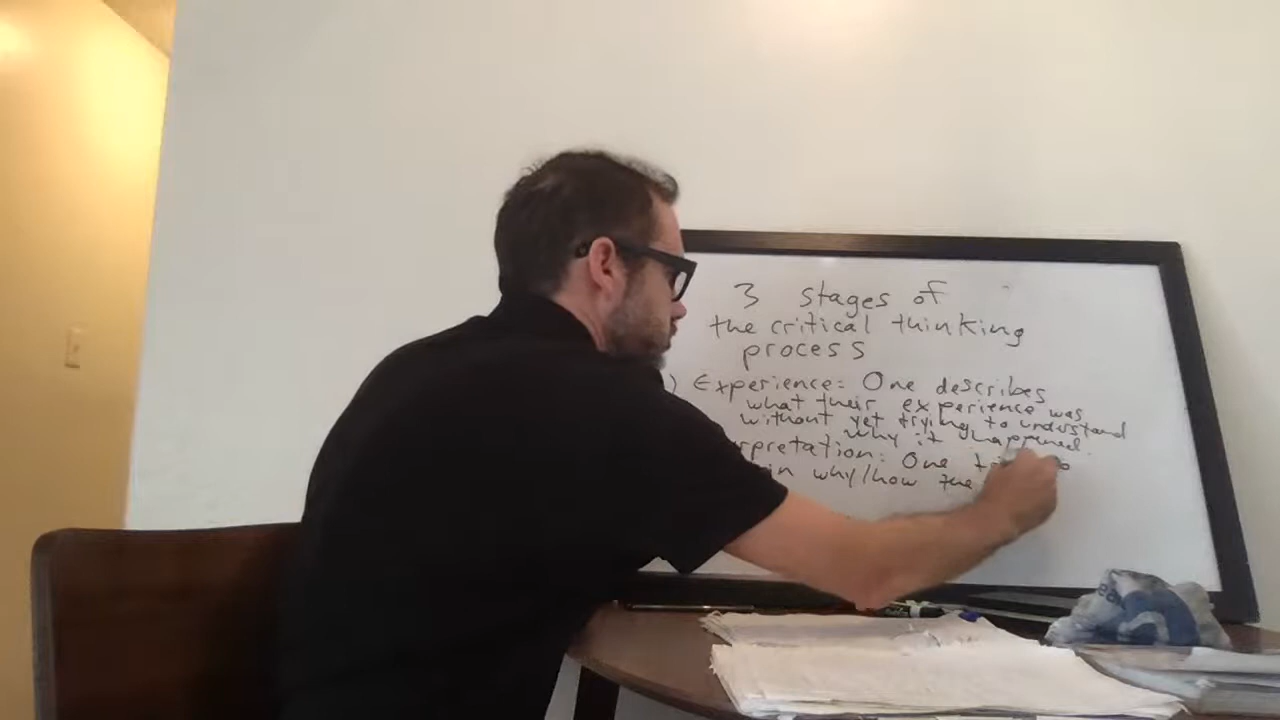 3 stages of
the critical thinking
process
) Experience: One describes
what their experience was
without yet trying to understand
why it happened.
rpretation: One
in why/how the